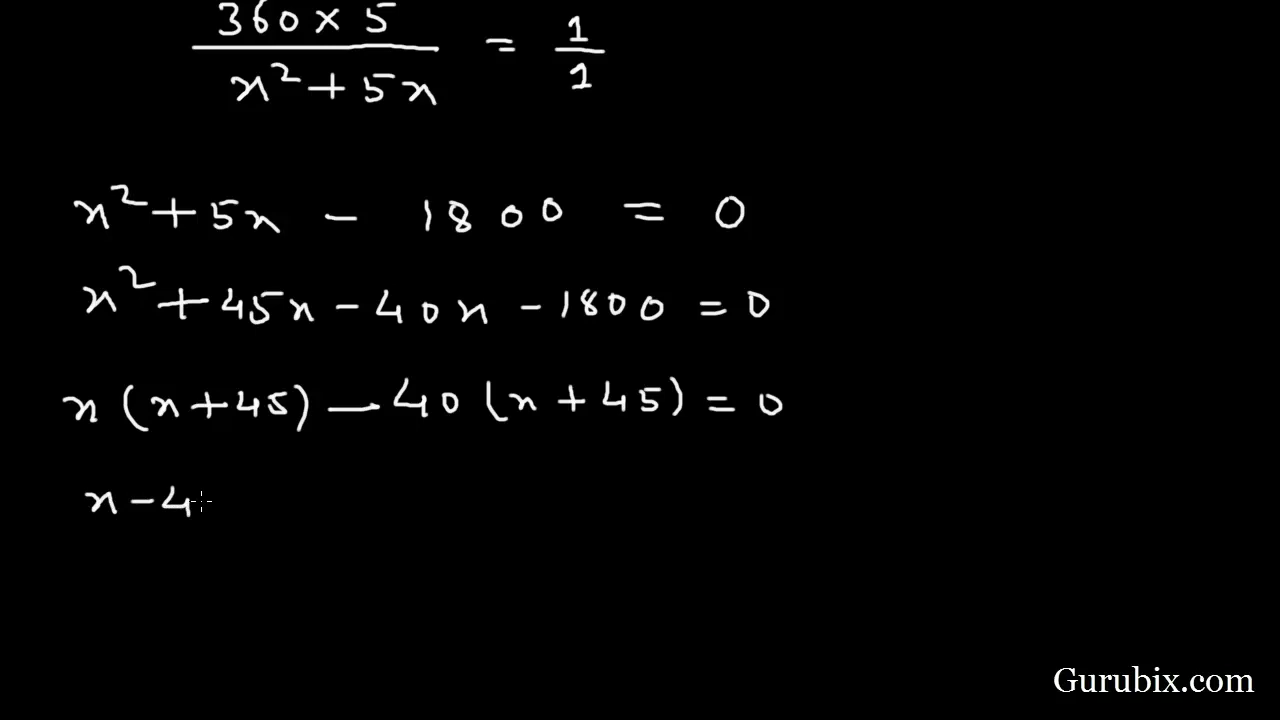 360 × 5 / x² + 5x = 1/1
x² + 5x - 1800 = 0
x² + 45x - 40x - 1800 = 0
x (x + 45) - 40 (x + 45) = 0
x - 4
Gurubix.com